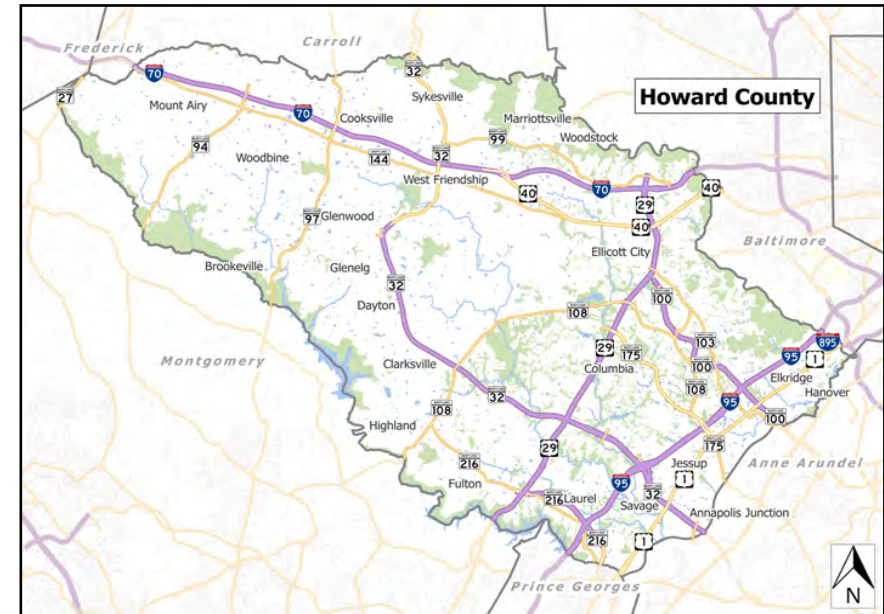 Carroll
Frederick
32
70
27
Mount Airy
Sykesville
Howard County
70
Cooksville
Marriottsville
Woodstock
94
99
Woodbine
144
32
West Friendship
70
40
40
29
97
Glenwood
40
Baltimore
Ellicott City
Brookeville
Glenelg
32
100
Dayton
108
103
895
Montgomery
29
175
95
1
Clarksville
Columbia
100
Elkridge
32
108
95
Hanover
108
100
Highland
29
175
216
Jessup
Anne Arundel
Fulton
95
1
216
Laurel
32
Savage
Annapolis Junction
216
1
Prince Georges
N